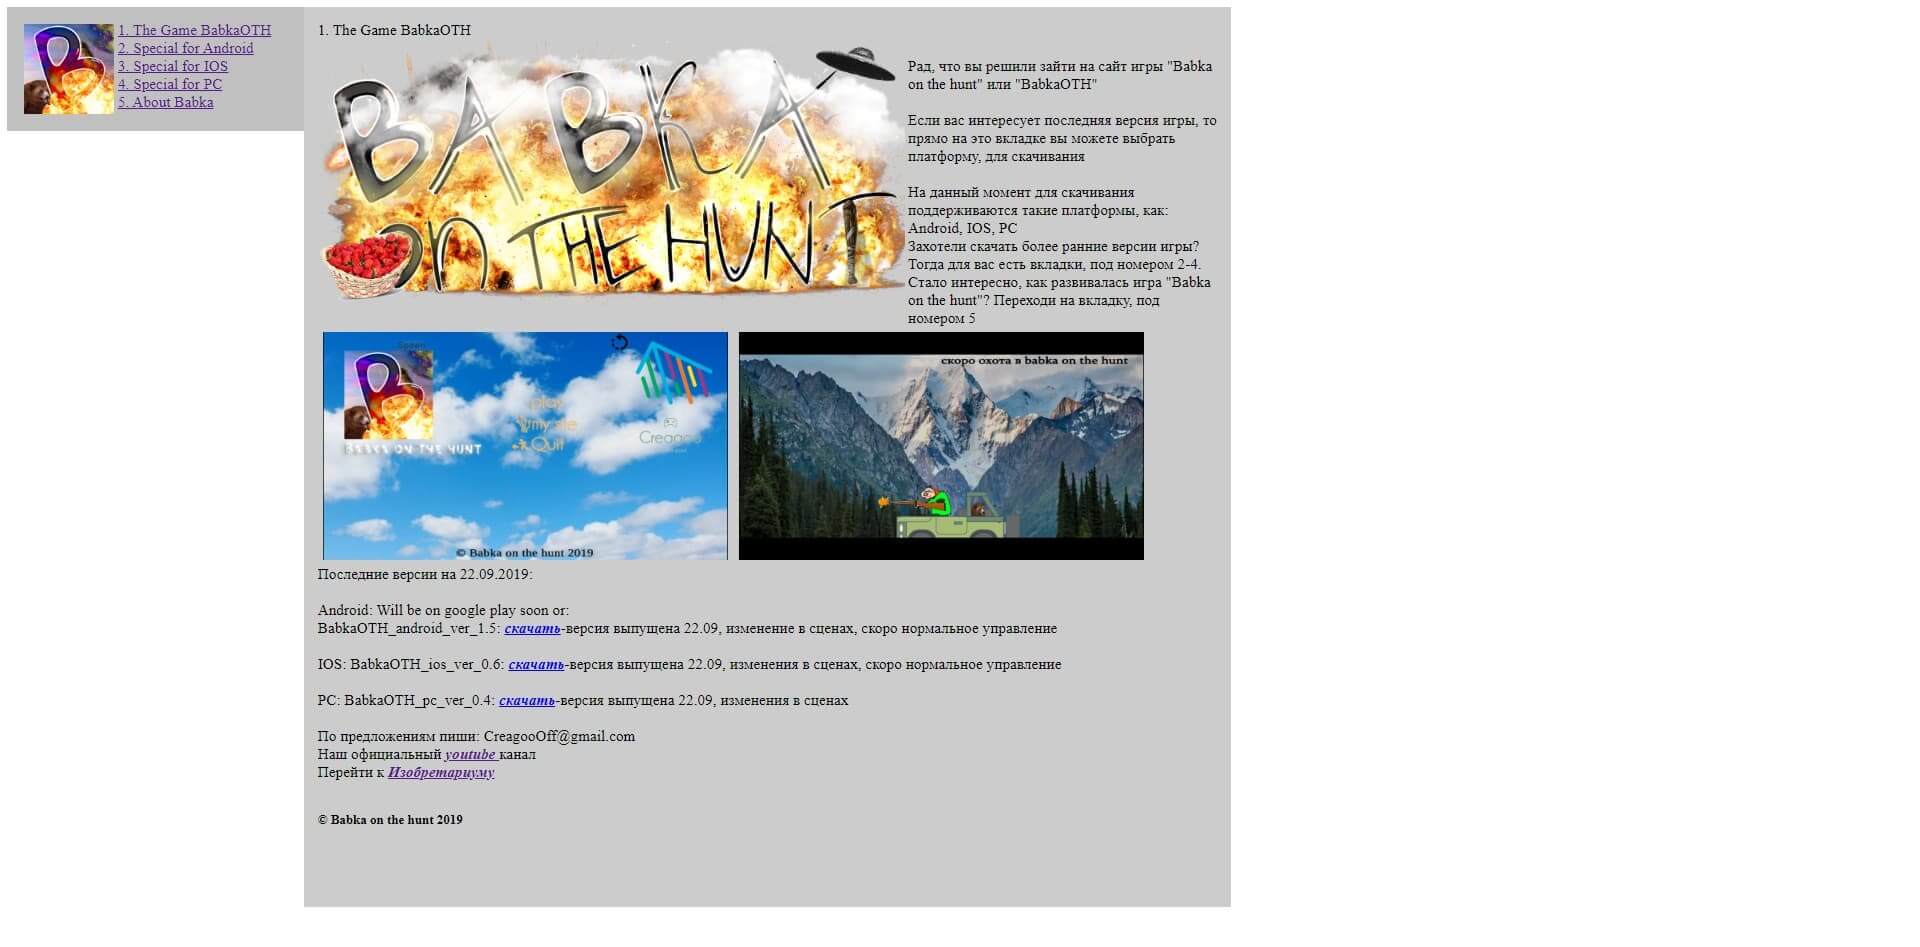 1. The Game BabkaOTH
2. Special for Android
3. Special for IOS
4. Special for PC
5. About Babka
1. The Game BabkaOTH
BABKA
on THE HUNT
Рад, что вы решили зайти на сайт игры "Babka
on the hunt" или "BabkaOTH"
Если вас интересует последняя версия игры, то
прямо на это вкладке вы можете выбрать
платформу, для скачивания
На данный момент для скачивания
поддерживаются такие платформы, как:
Android, IOS, PC
Захотели скачать более ранние версии игры?
Тогда для вас есть вкладки, под номером 2-4.
Стало интересно, как развивалась игра "Babka
on the hunt"? Переходи на вкладку, под
номером 5
BABKA ON THE HUNT
play
my site
Quit
Creagoo
© Babka on the hunt 2019
скоро охота в babka on the hunt
Последние версии на 22.09.2019:
Android: Will be on google play soon or:
BabkaOTH_android_ver_1.5: скачать-версия выпущена 22.09, изменение в сценах, скоро нормальное управление
IOS: BabkaOTH_ios_ver_0.6: скачать-версия выпущена 22.09, изменения в сценах, скоро нормальное управление
PC: BabkaOTH_pc_ver_0.4: скачать-версия выпущена 22.09, изменения в сценах
По предложениям пиши: CreagooOff@gmail.com
Наш официальный youtube канал
Перейти к Изобретариуму
© Babka on the hunt 2019